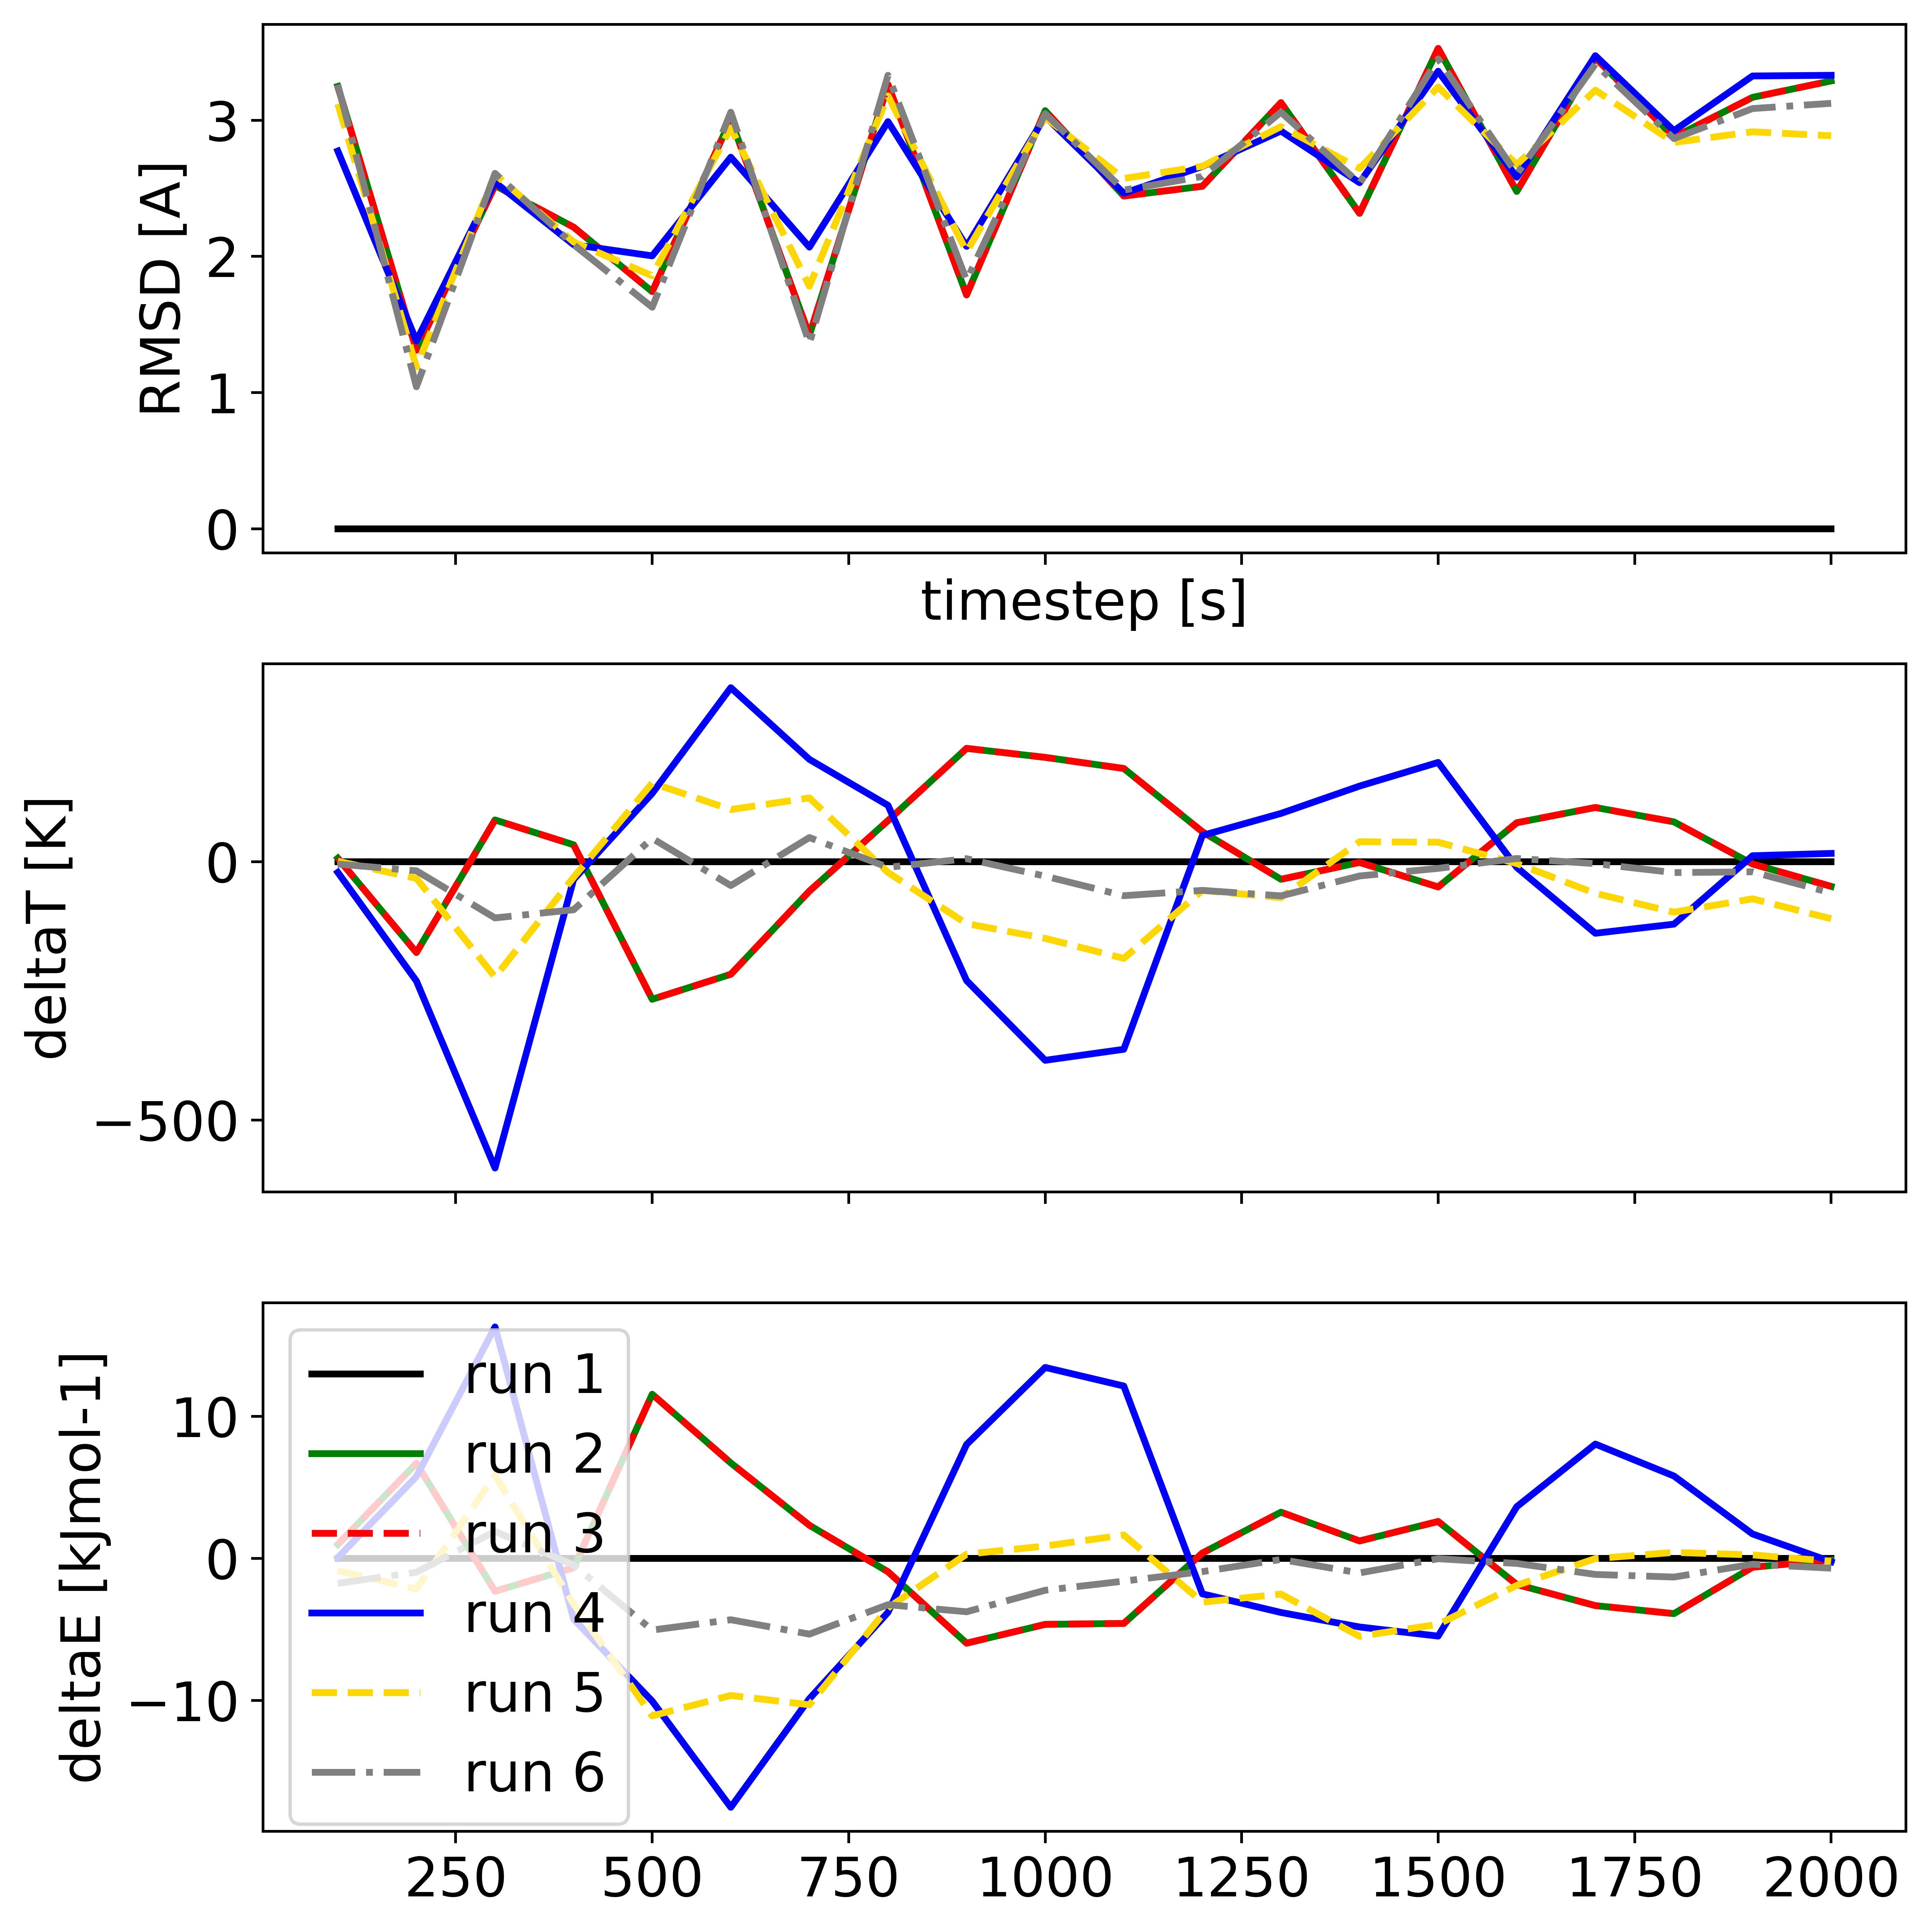 3
2
1
0
RMSD [A]
timestep [s]
0
−500
deltaT [K]
10
0
−10
deltaE [kJmol-1]
run 1
run 2
run 3
run 4
run 5
run 6
250 500 750 1000 1250 1500 1750 2000